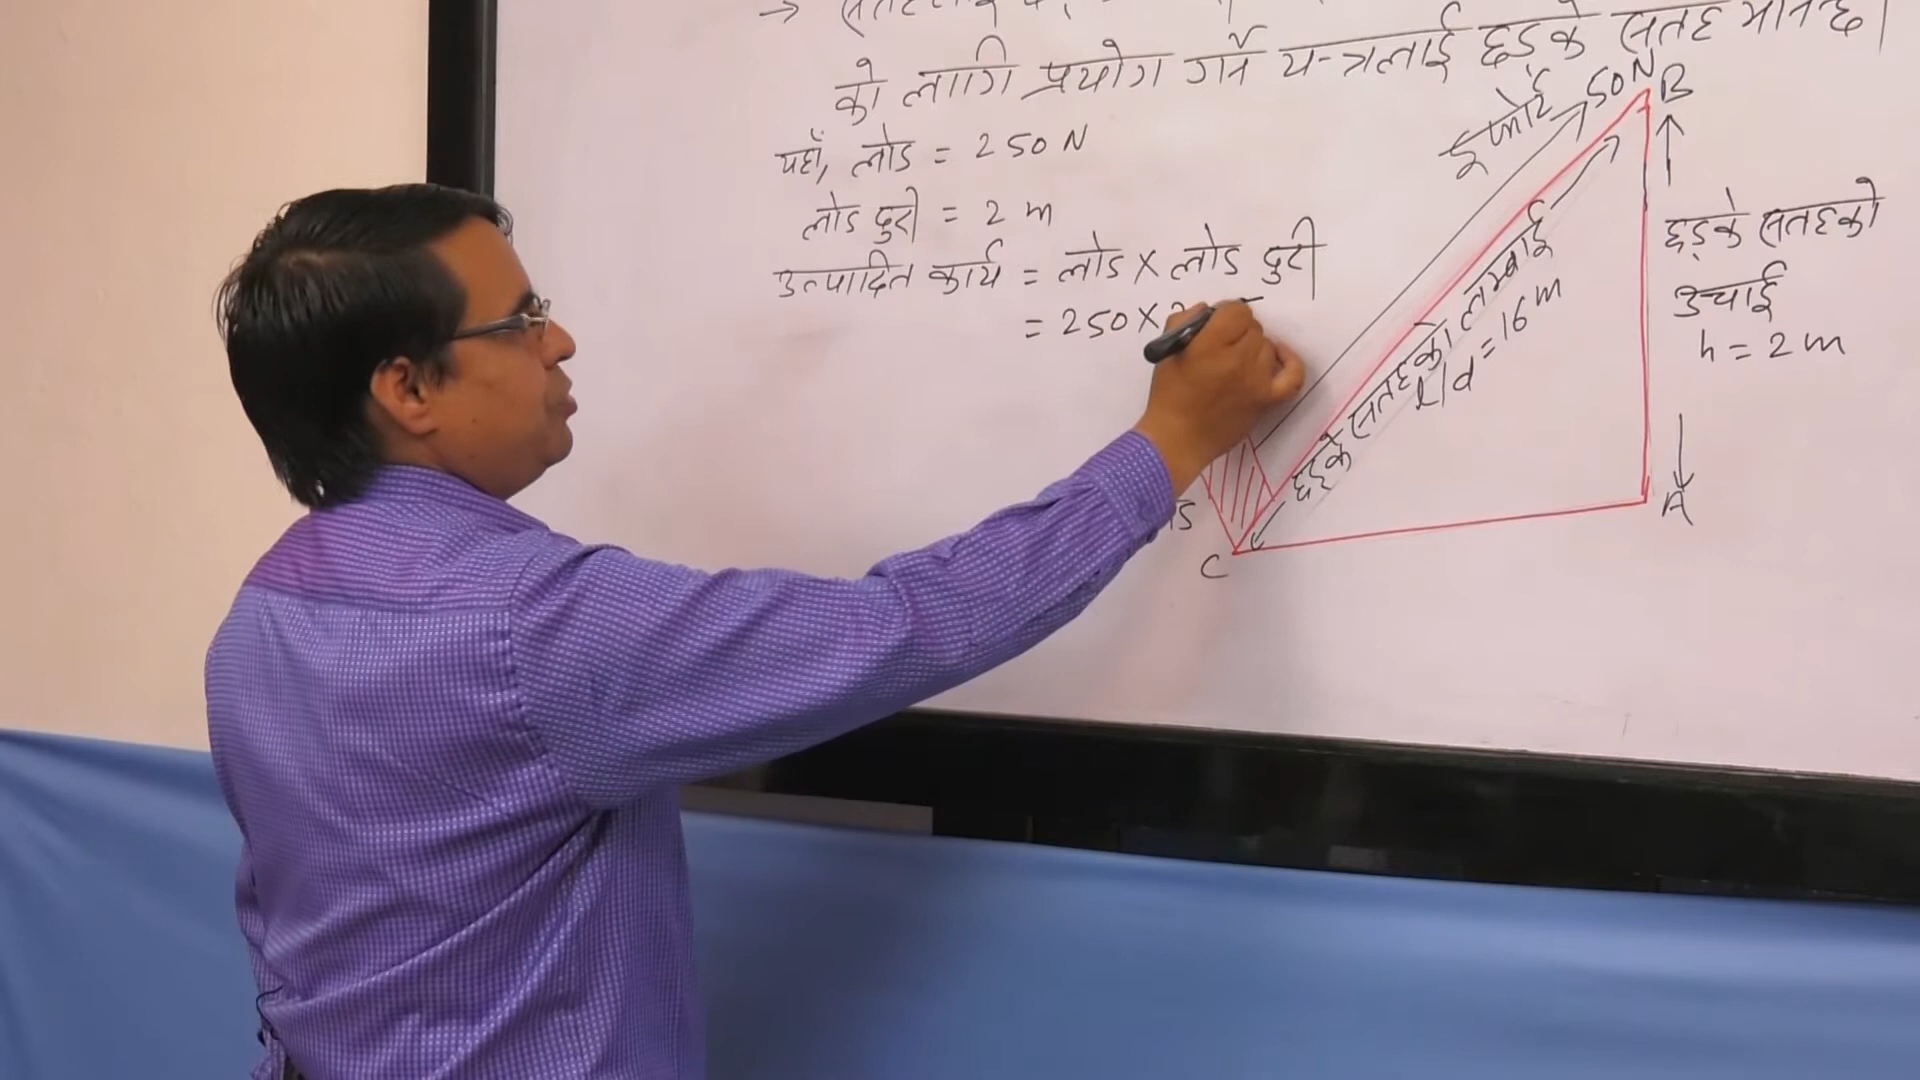 को लागि प्रयोग गर्ने यन्त्रलाई छड्के सतह भनिन्छ।
यहाँ, लोड = 250 N
लोड दुरी = 2 m
उत्पादित कार्य = लोड × लोड दुरी
= 250 ×
इफोर्ट 50 N
B
छड्के सतहको लम्बाई
l/d = 16 m
छड्के सतहको
उचाई
h = 2 m
A
C